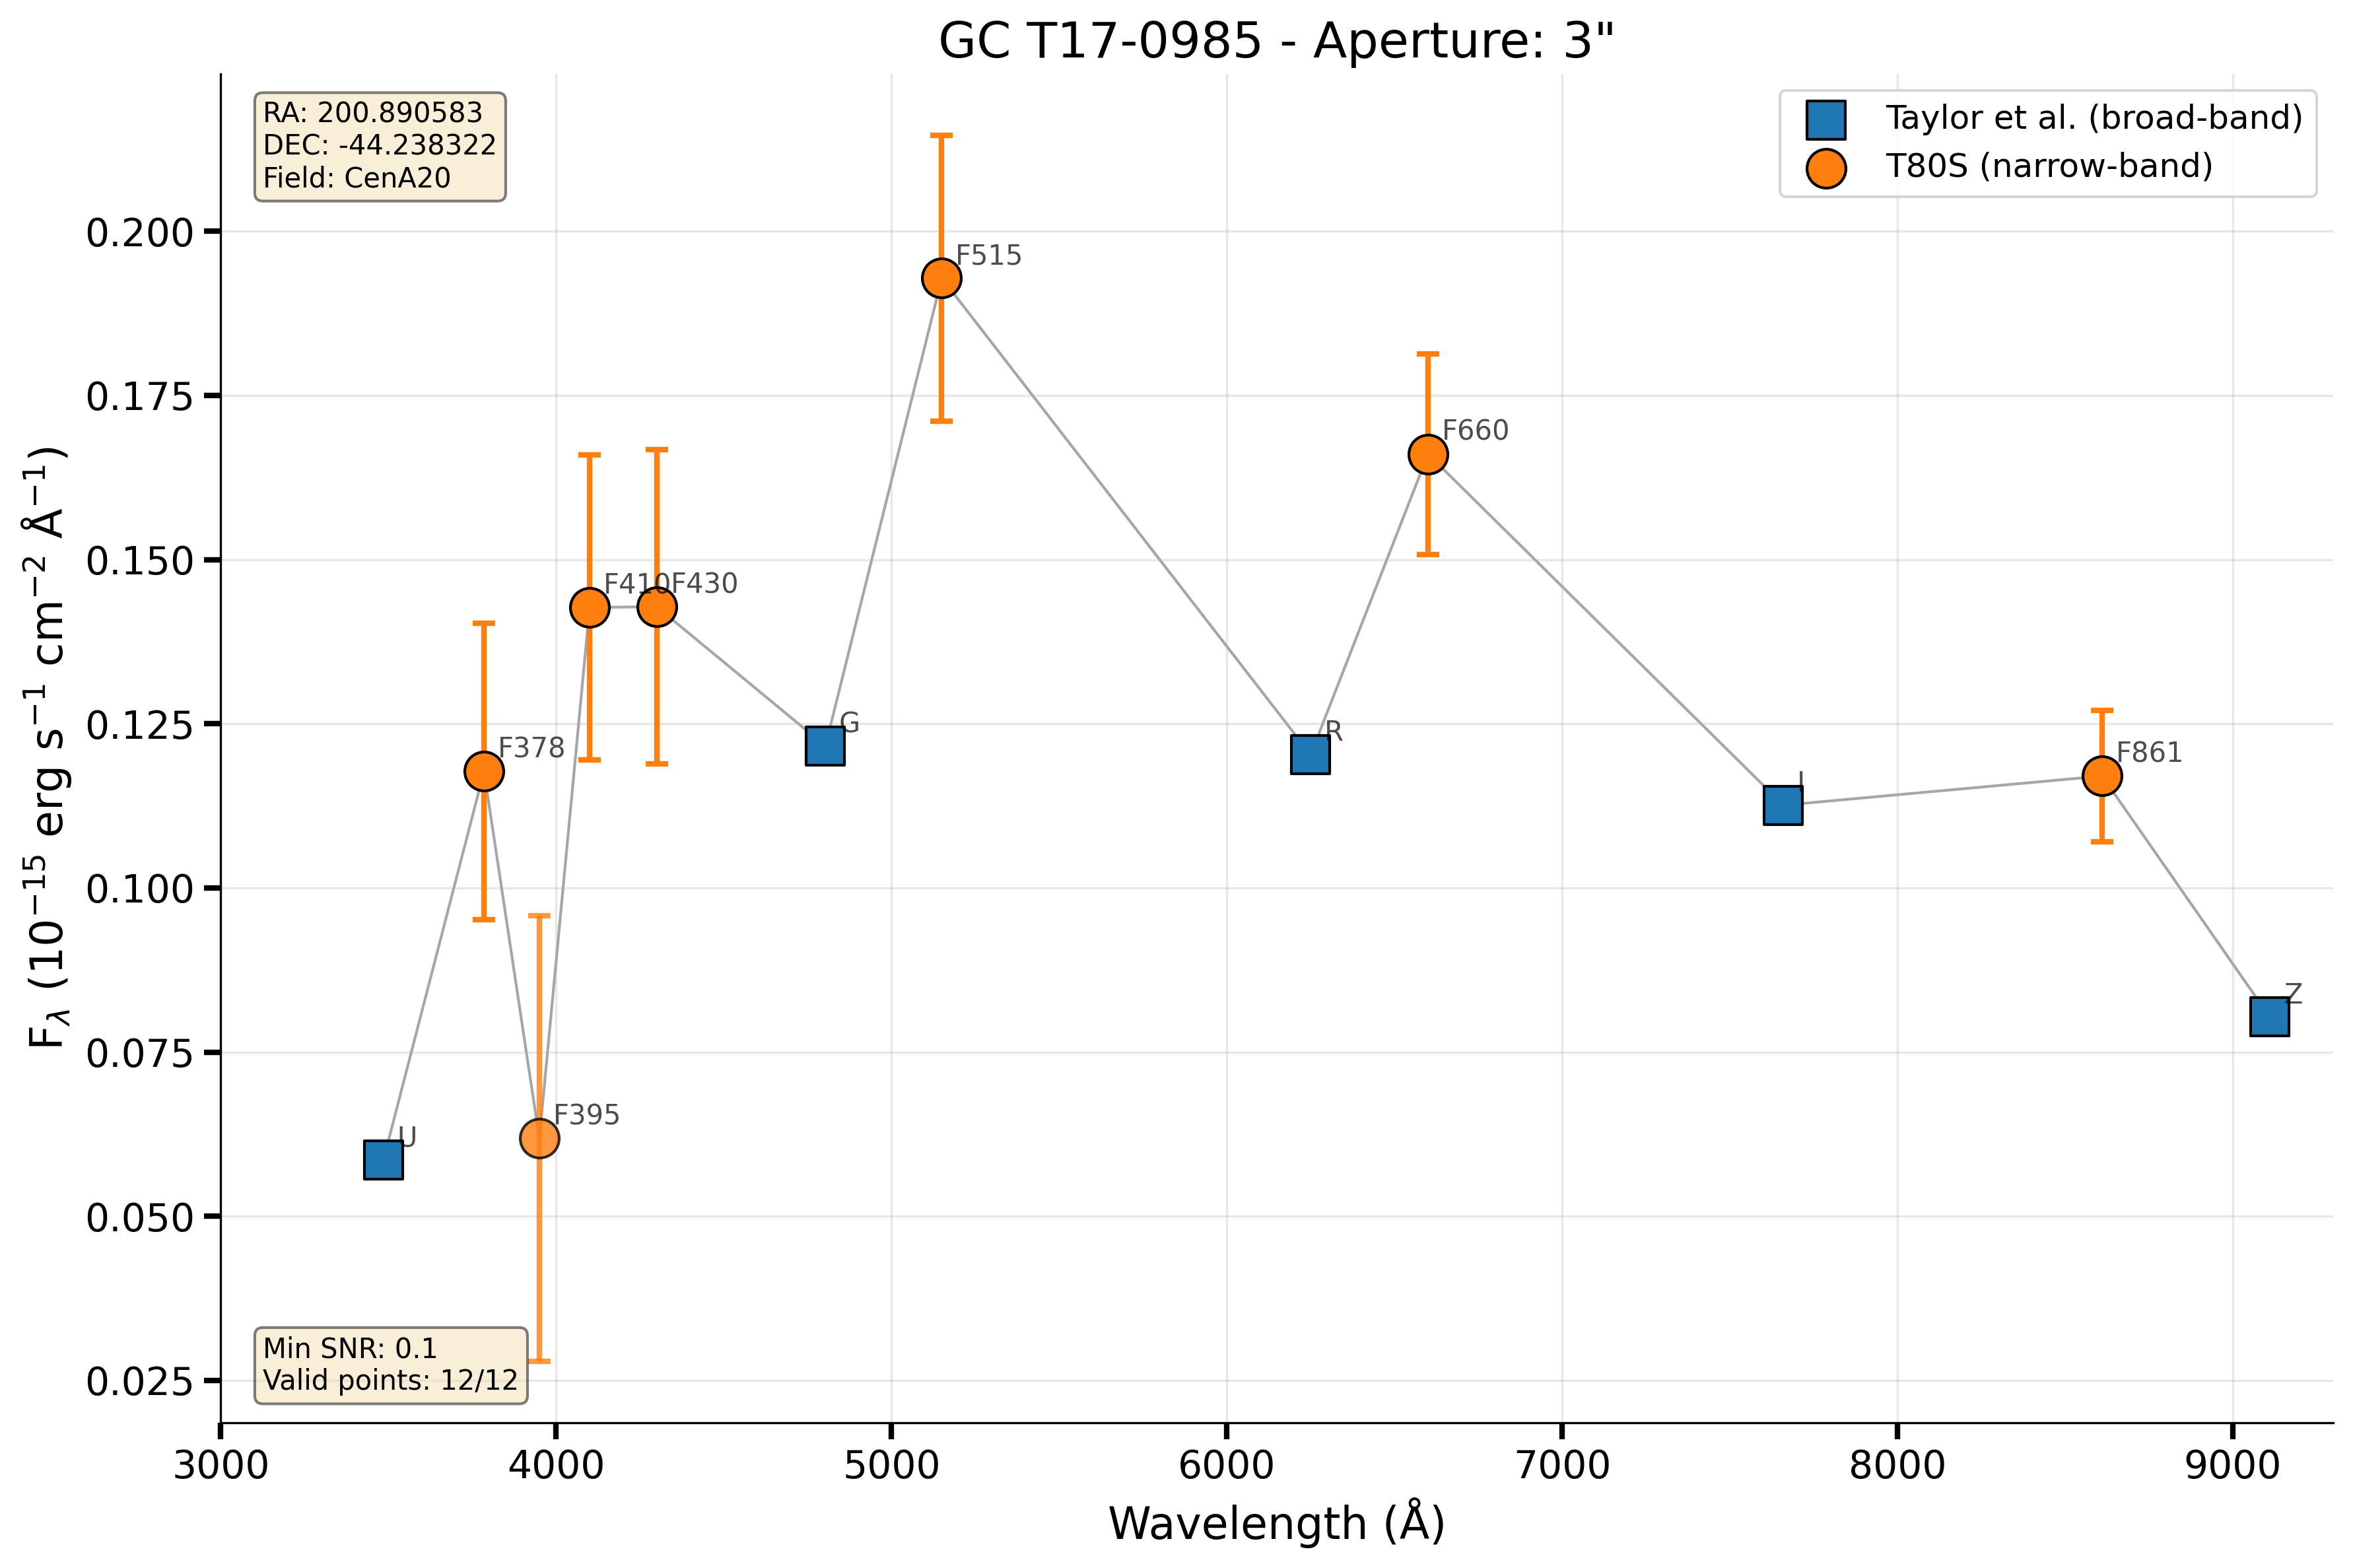 GC T17-0985 - Aperture: 3"
RA: 200.890583
DEC: -44.238322
Field: CenA20
Taylor et al. (broad-band)
T80S (narrow-band)
F_λ (10⁻¹⁵ erg s⁻¹ cm⁻² Å⁻¹)
0.200
0.175
0.150
0.125
0.100
0.075
0.050
0.025
F515
F660
F410
F430
G
R
F378
I
F861
Z
F395
U
Min SNR: 0.1
Valid points: 12/12
3000 4000 5000 6000 7000 8000 9000
Wavelength (Å)